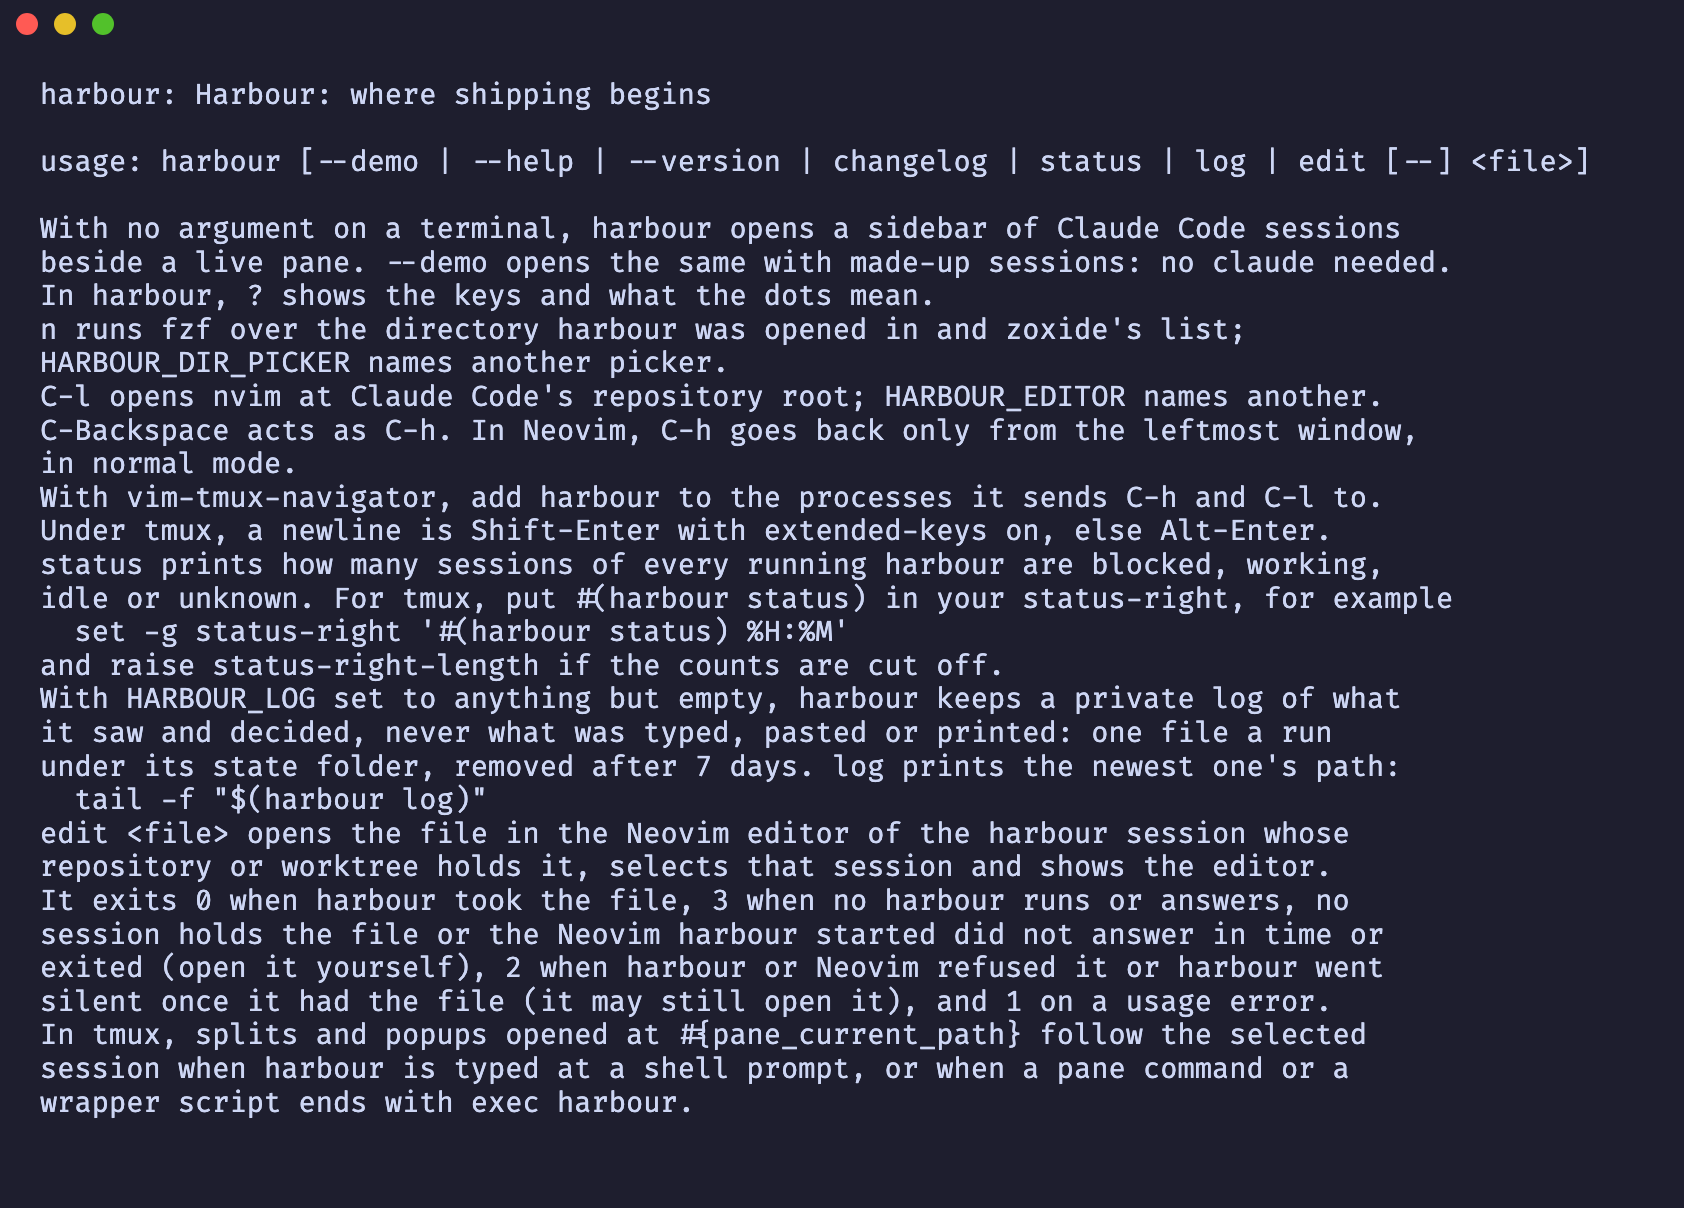 harbour: Harbour: where shipping begins
usage: harbour [--demo | --help | --version | changelog | status | log | edit [--] <file>]
With no argument on a terminal, harbour opens a sidebar of Claude Code sessions
beside a live pane. --demo opens the same with made-up sessions: no claude needed.
In harbour, ? shows the keys and what the dots mean.
n runs fzf over the directory harbour was opened in and zoxide's list;
HARBOUR_DIR_PICKER names another picker.
C-l opens nvim at Claude Code's repository root; HARBOUR_EDITOR names another.
C-Backspace acts as C-h. In Neovim, C-h goes back only from the leftmost window,
in normal mode.
With vim-tmux-navigator, add harbour to the processes it sends C-h and C-l to.
Under tmux, a newline is Shift-Enter with extended-keys on, else Alt-Enter.
status prints how many sessions of every running harbour are blocked, working,
idle or unknown. For tmux, put #(harbour status) in your status-right, for example
  set -g status-right '#(harbour status) %H:%M'
and raise status-right-length if the counts are cut off.
With HARBOUR_LOG set to anything but empty, harbour keeps a private log of what
it saw and decided, never what was typed, pasted or printed: one file a run
under its state folder, removed after 7 days. log prints the newest one's path:
  tail -f "$(harbour log)"
edit <file> opens the file in the Neovim editor of the harbour session whose
repository or worktree holds it, selects that session and shows the editor.
It exits 0 when harbour took the file, 3 when no harbour runs or answers, no
session holds the file or the Neovim harbour started did not answer in time or
exited (open it yourself), 2 when harbour or Neovim refused it or harbour went
silent once it had the file (it may still open it), and 1 on a usage error.
In tmux, splits and popups opened at #{pane_current_path} follow the selected
session when harbour is typed at a shell prompt, or when a pane command or a
wrapper script ends with exec harbour.